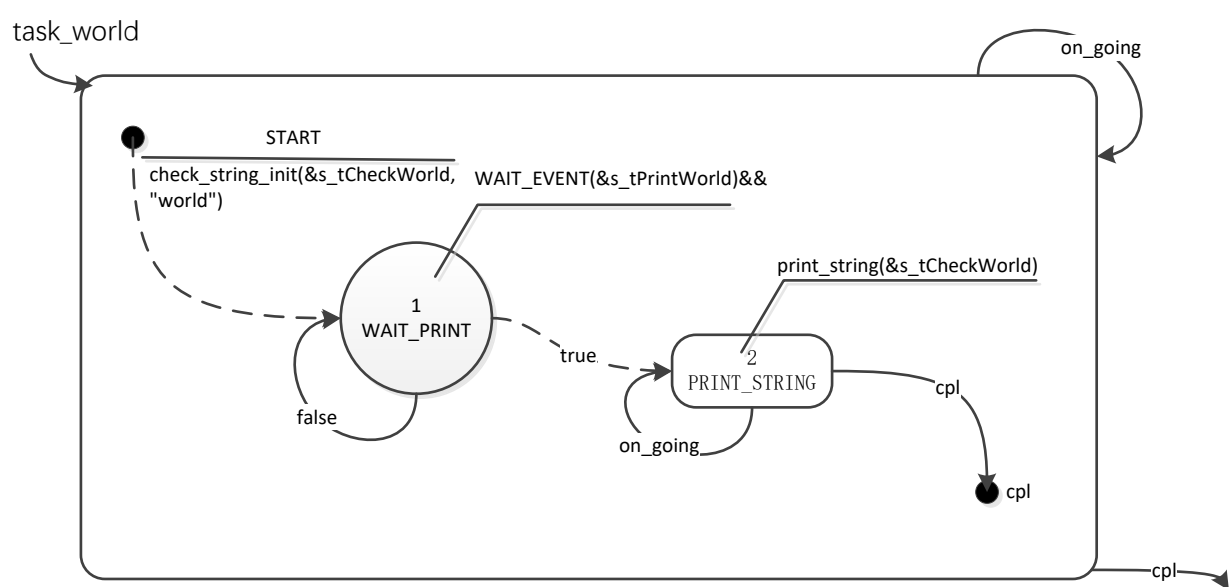 task_world
on_going
START
check_string_init(&s_tCheckWorld,
"world")
WAIT_EVENT(&s_tPrintWorld)&&
print_string(&s_tCheckWorld)
1
WAIT_PRINT
true
2
PRINT_STRING
cpl
false
on_going
cpl
cpl